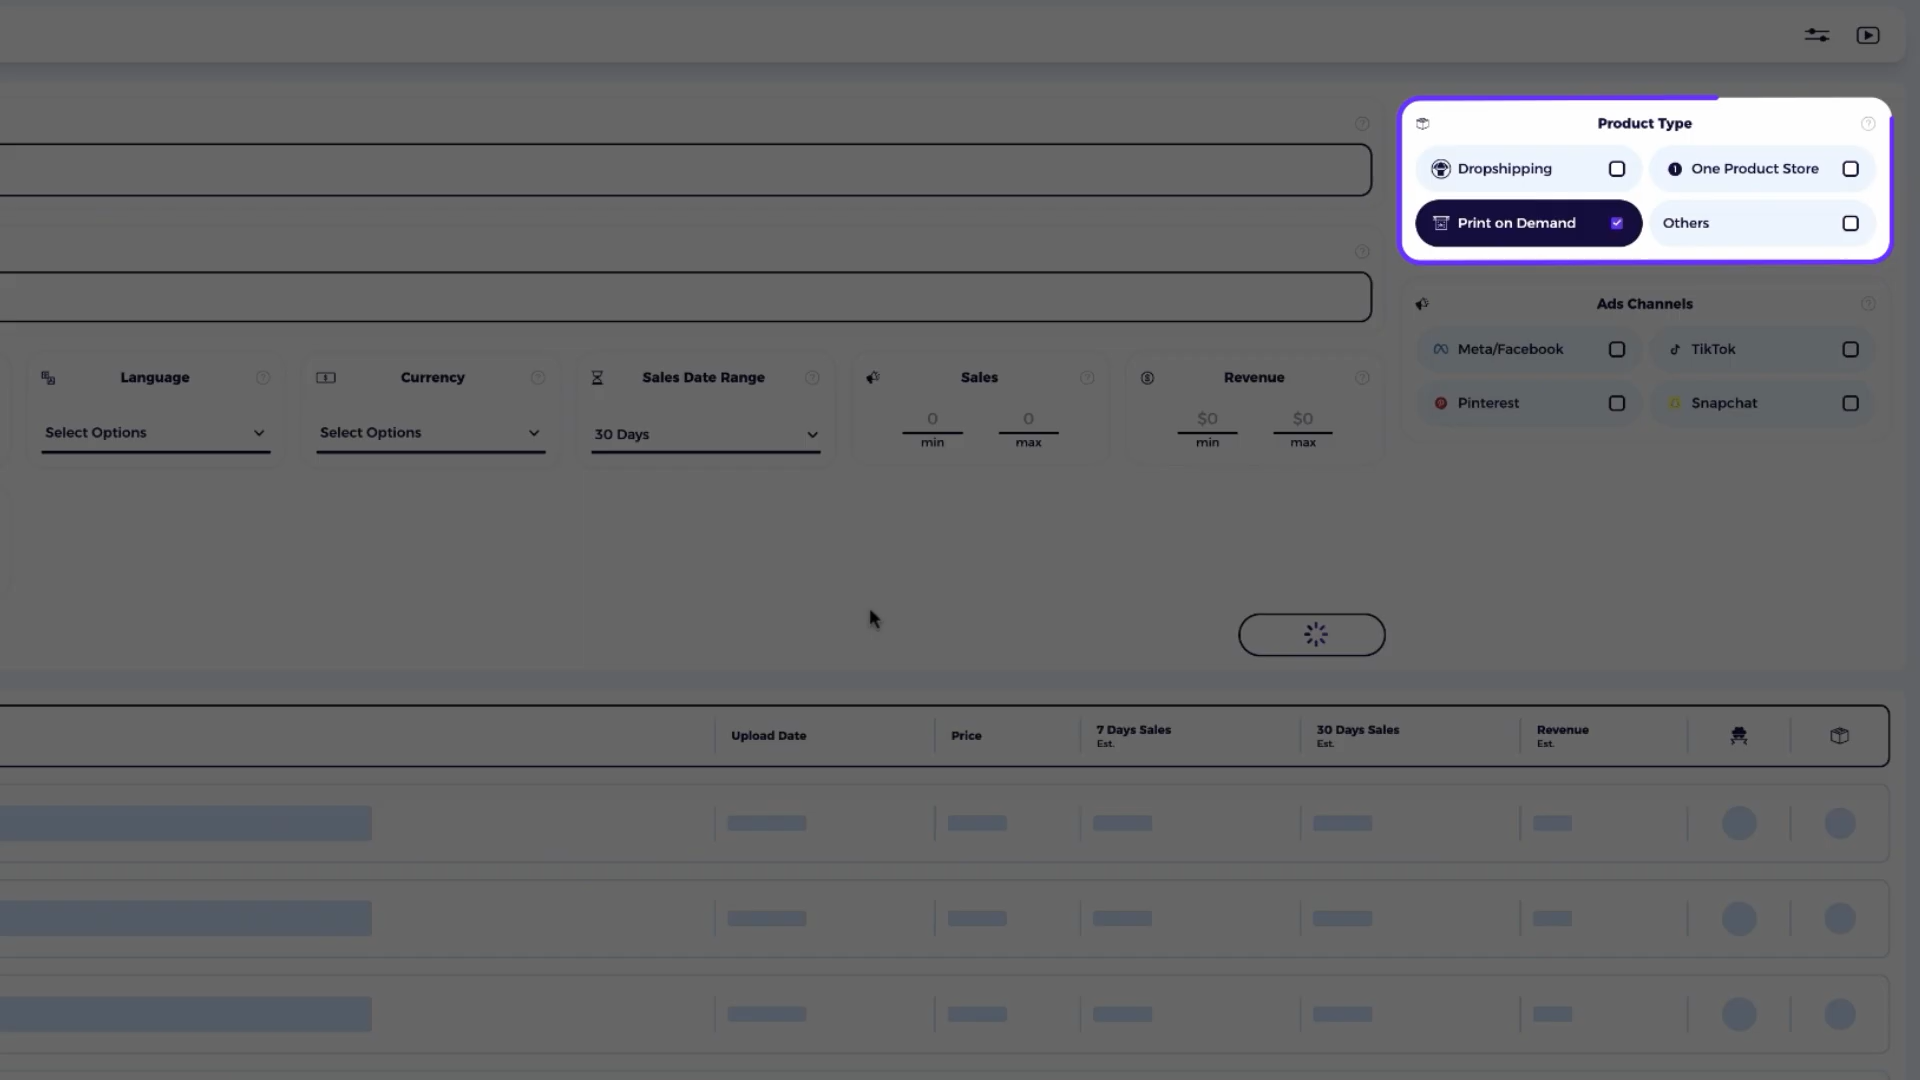 Product Type
Dropshipping
One Product Store
Print on Demand
Others
Ads Channels
Meta/Facebook
TikTok
Pinterest
Snapchat
Language
Select Options
Currency
Select Options
Sales Date Range
30 Days
Sales
0 0
min max
Revenue
$0 $0
min max
Upload Date
Price
7 Days Sales
Est.
30 Days Sales
Est.
Revenue
Est.